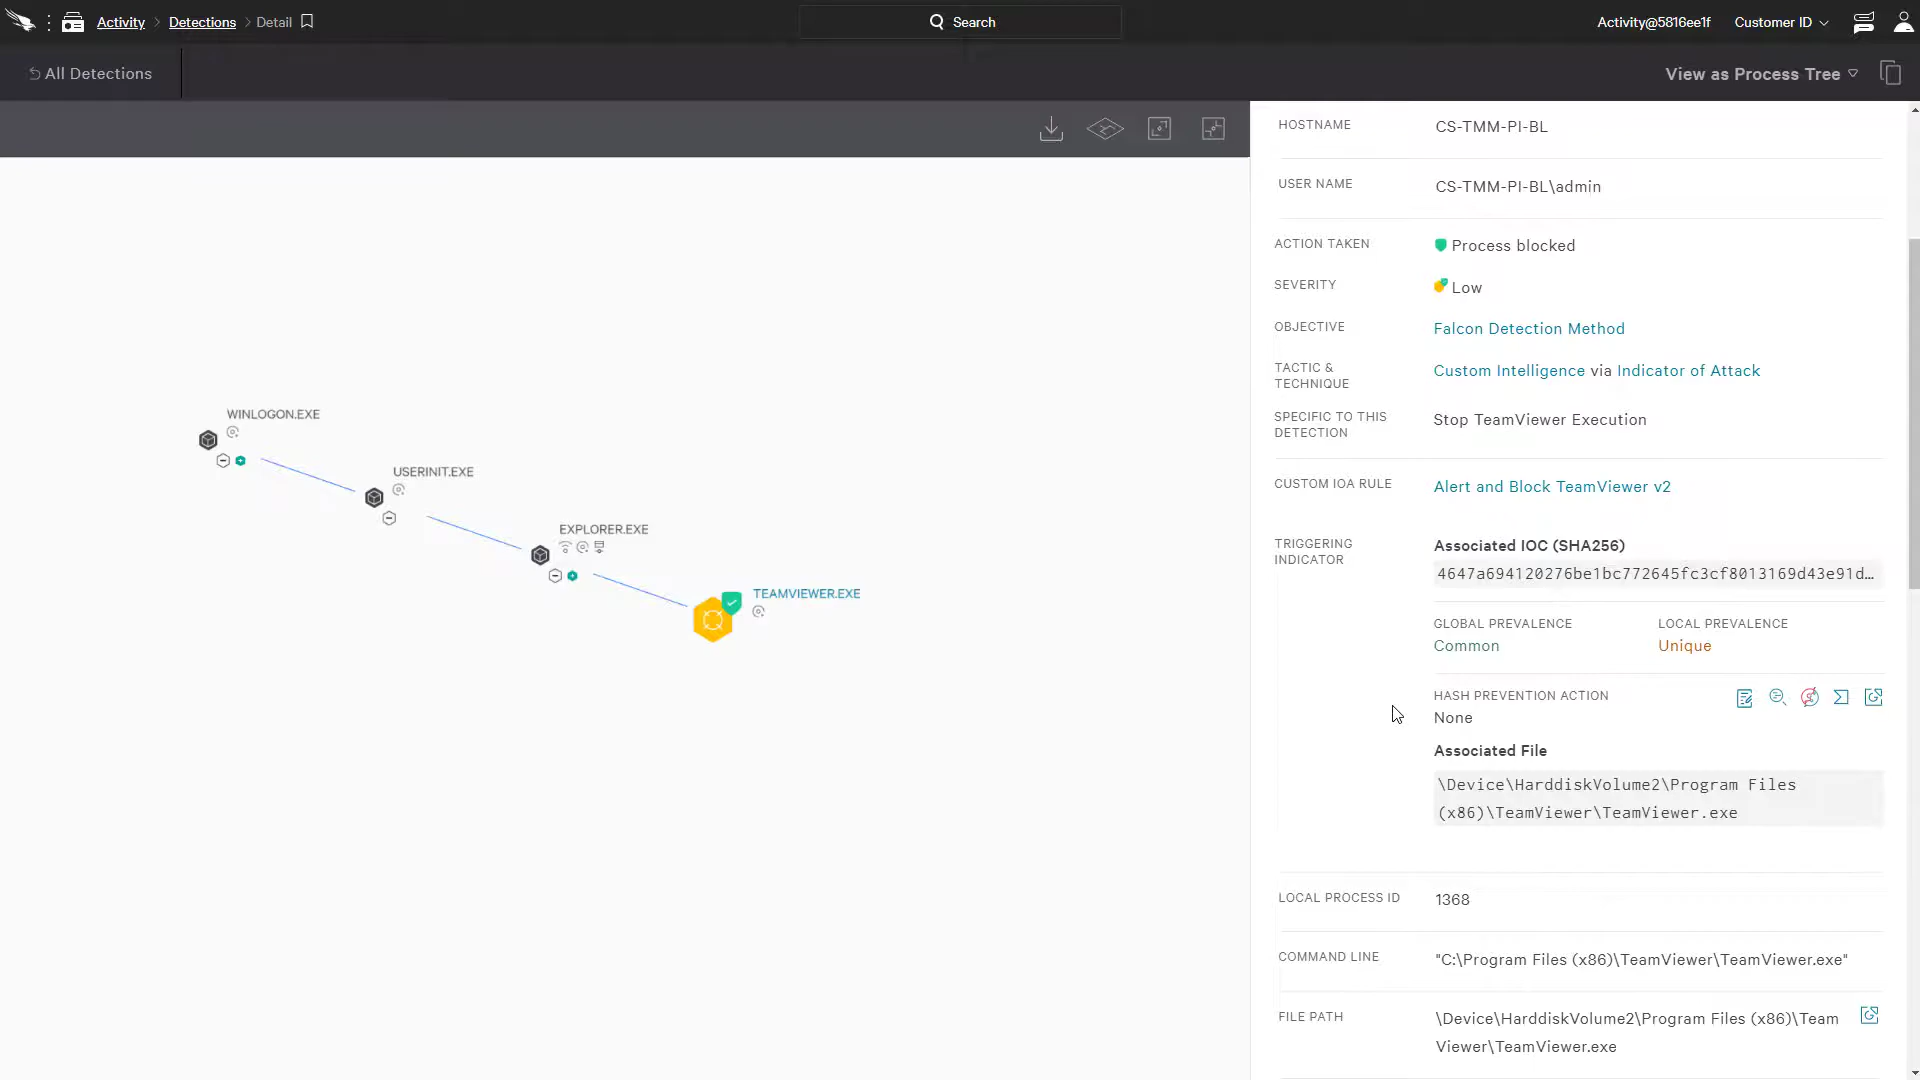 Activity
Detections
Detail
Search
Activity@5816ee1f
Customer ID
All Detections
View as Process Tree
WINLOGON.EXE
USERINIT.EXE
EXPLORER.EXE
TEAMVIEWER.EXE
HOSTNAME
CS-TMM-PI-BL
USER NAME
CS-TMM-PI-BL\admin
ACTION TAKEN
Process blocked
SEVERITY
Low
OBJECTIVE
Falcon Detection Method
TACTIC &
TECHNIQUE
Custom Intelligence via Indicator of Attack
SPECIFIC TO THIS
DETECTION
Stop TeamViewer Execution
CUSTOM IOA RULE
Alert and Block TeamViewer v2
TRIGGERING
INDICATOR
Associated IOC (SHA256)
4647a694120276be1bc772645fc3cf8013169d43e91d…
GLOBAL PREVALENCE
Common
LOCAL PREVALENCE
Unique
HASH PREVENTION ACTION
None
Associated File
\Device\HarddiskVolume2\Program Files
(x86)\TeamViewer\TeamViewer.exe
LOCAL PROCESS ID
1368
COMMAND LINE
"C:\Program Files (x86)\TeamViewer\TeamViewer.exe"
FILE PATH
\Device\HarddiskVolume2\Program Files (x86)\Team
Viewer\TeamViewer.exe